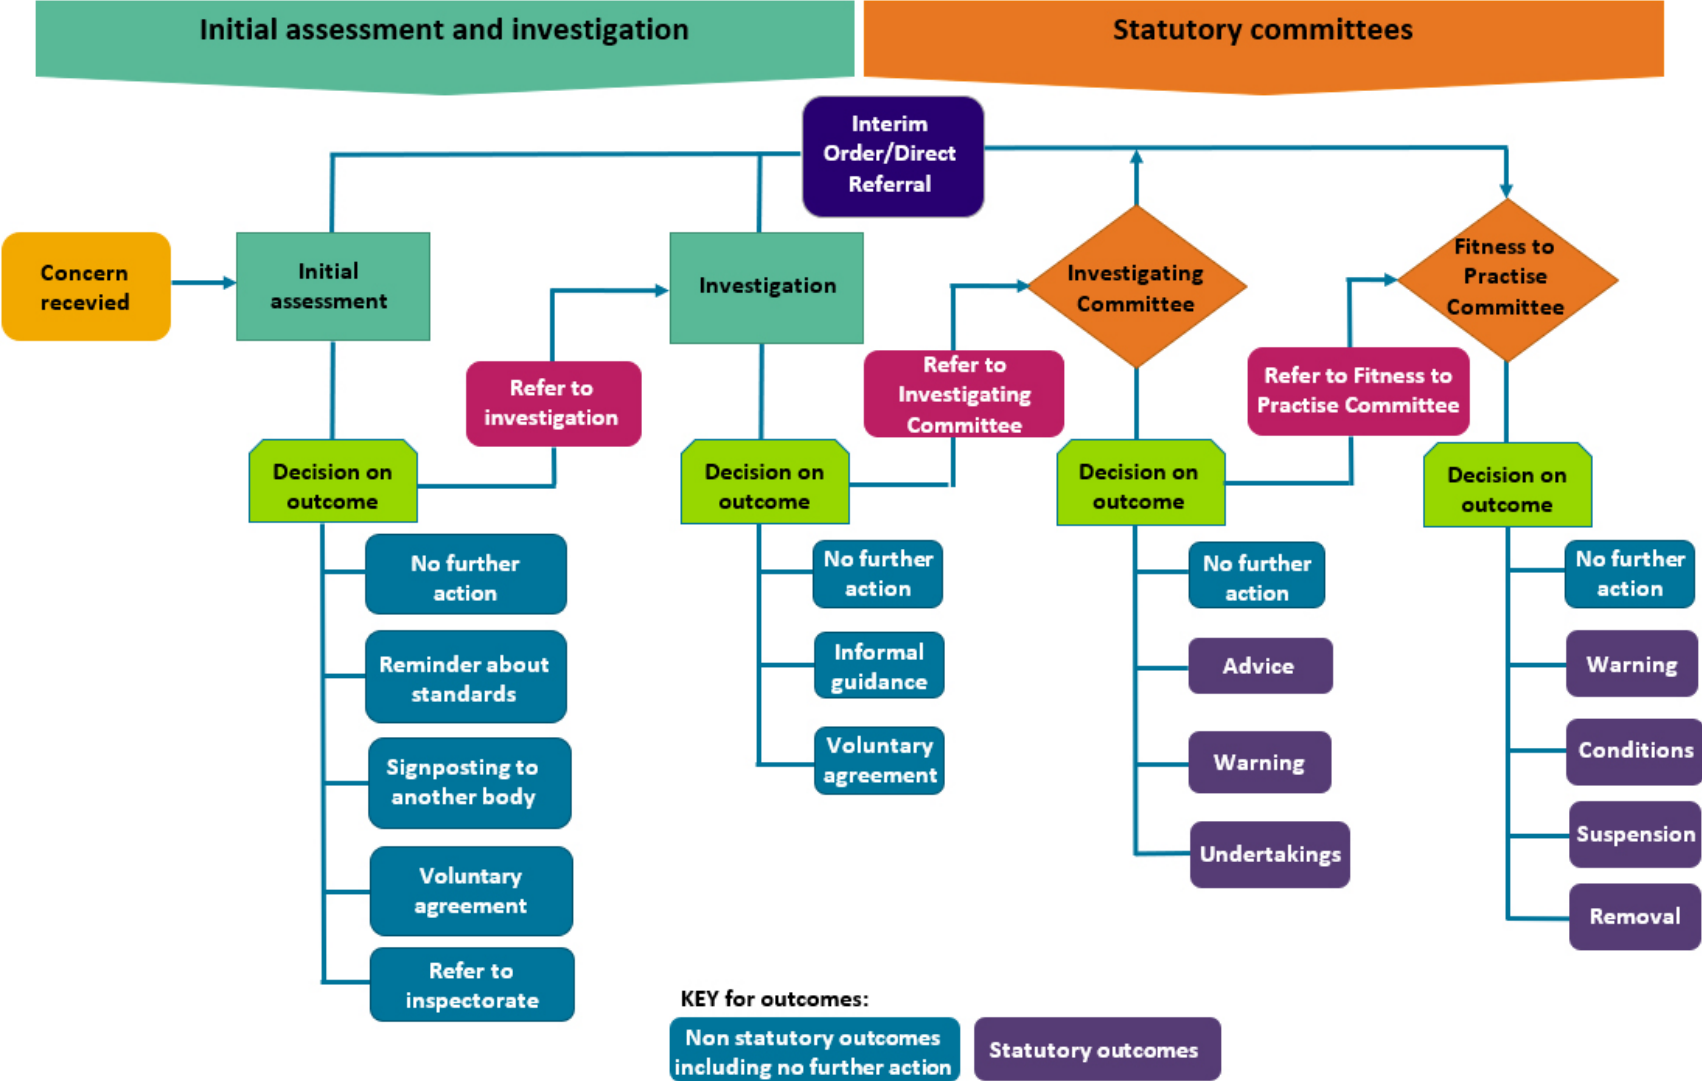 Initial assessment and investigation
Statutory committees
Interim
Order/Direct
Referral
Concern
recevied
Initial
assessment
Investigation
Investigating
Committee
Fitness to
Practise
Committee
Refer to
investigation
Refer to
Investigating
Committee
Refer to Fitness to
Practise Committee
Decision on
outcome
No further
action
Reminder about
standards
Signposting to
another body
Voluntary
agreement
Refer to
inspectorate
Decision on
outcome
No further
action
Informal
guidance
Voluntary
agreement
Decision on
outcome
No further
action
Advice
Warning
Undertakings
Decision on
outcome
No further
action
Warning
Conditions
Suspension
Removal
KEY for outcomes:
Non statutory outcomes
including no further action
Statutory outcomes